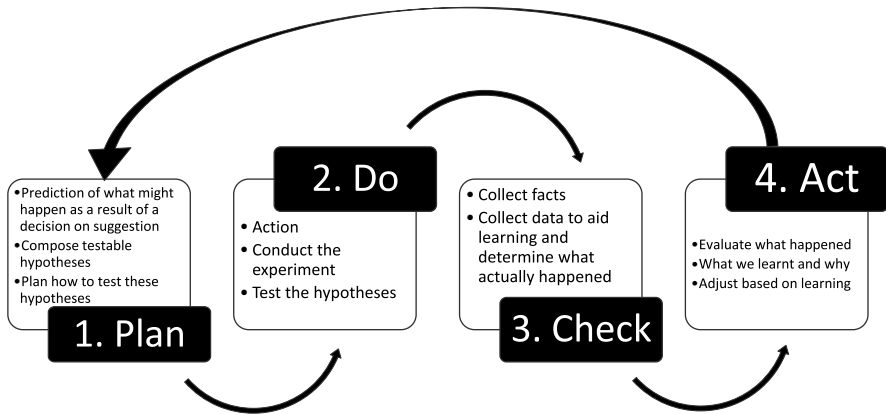 •Prediction of what might
happen as a result of a
decision on suggestion
•Compose testable
hypotheses
•Plan how to test these
hypotheses
1. Plan
2. Do
• Action
• Conduct the
experiment
• Test the hypotheses
• Collect facts
• Collect data to aid
learning and
determine what
actually happened
3. Check
4. Act
•Evaluate what happened
•What we learnt and why
•Adjust based on learning